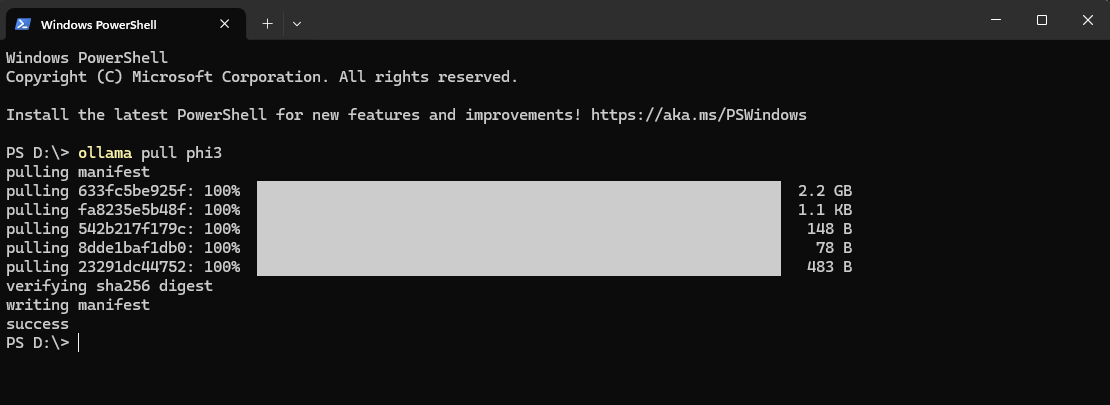 Windows PowerShell
Windows PowerShell
Copyright (C) Microsoft Corporation. All rights reserved.
Install the latest PowerShell for new features and improvements! https://aka.ms/PSWindows
PS D:\> ollama pull phi3
pulling manifest
pulling 633fc5be925f: 100% 2.2 GB
pulling fa8235e5b48f: 100% 1.1 KB
pulling 542b217f179c: 100% 148 B
pulling 8dde1baf1db0: 100% 78 B
pulling 23291dc44752: 100% 483 B
verifying sha256 digest
writing manifest
success
PS D:\>